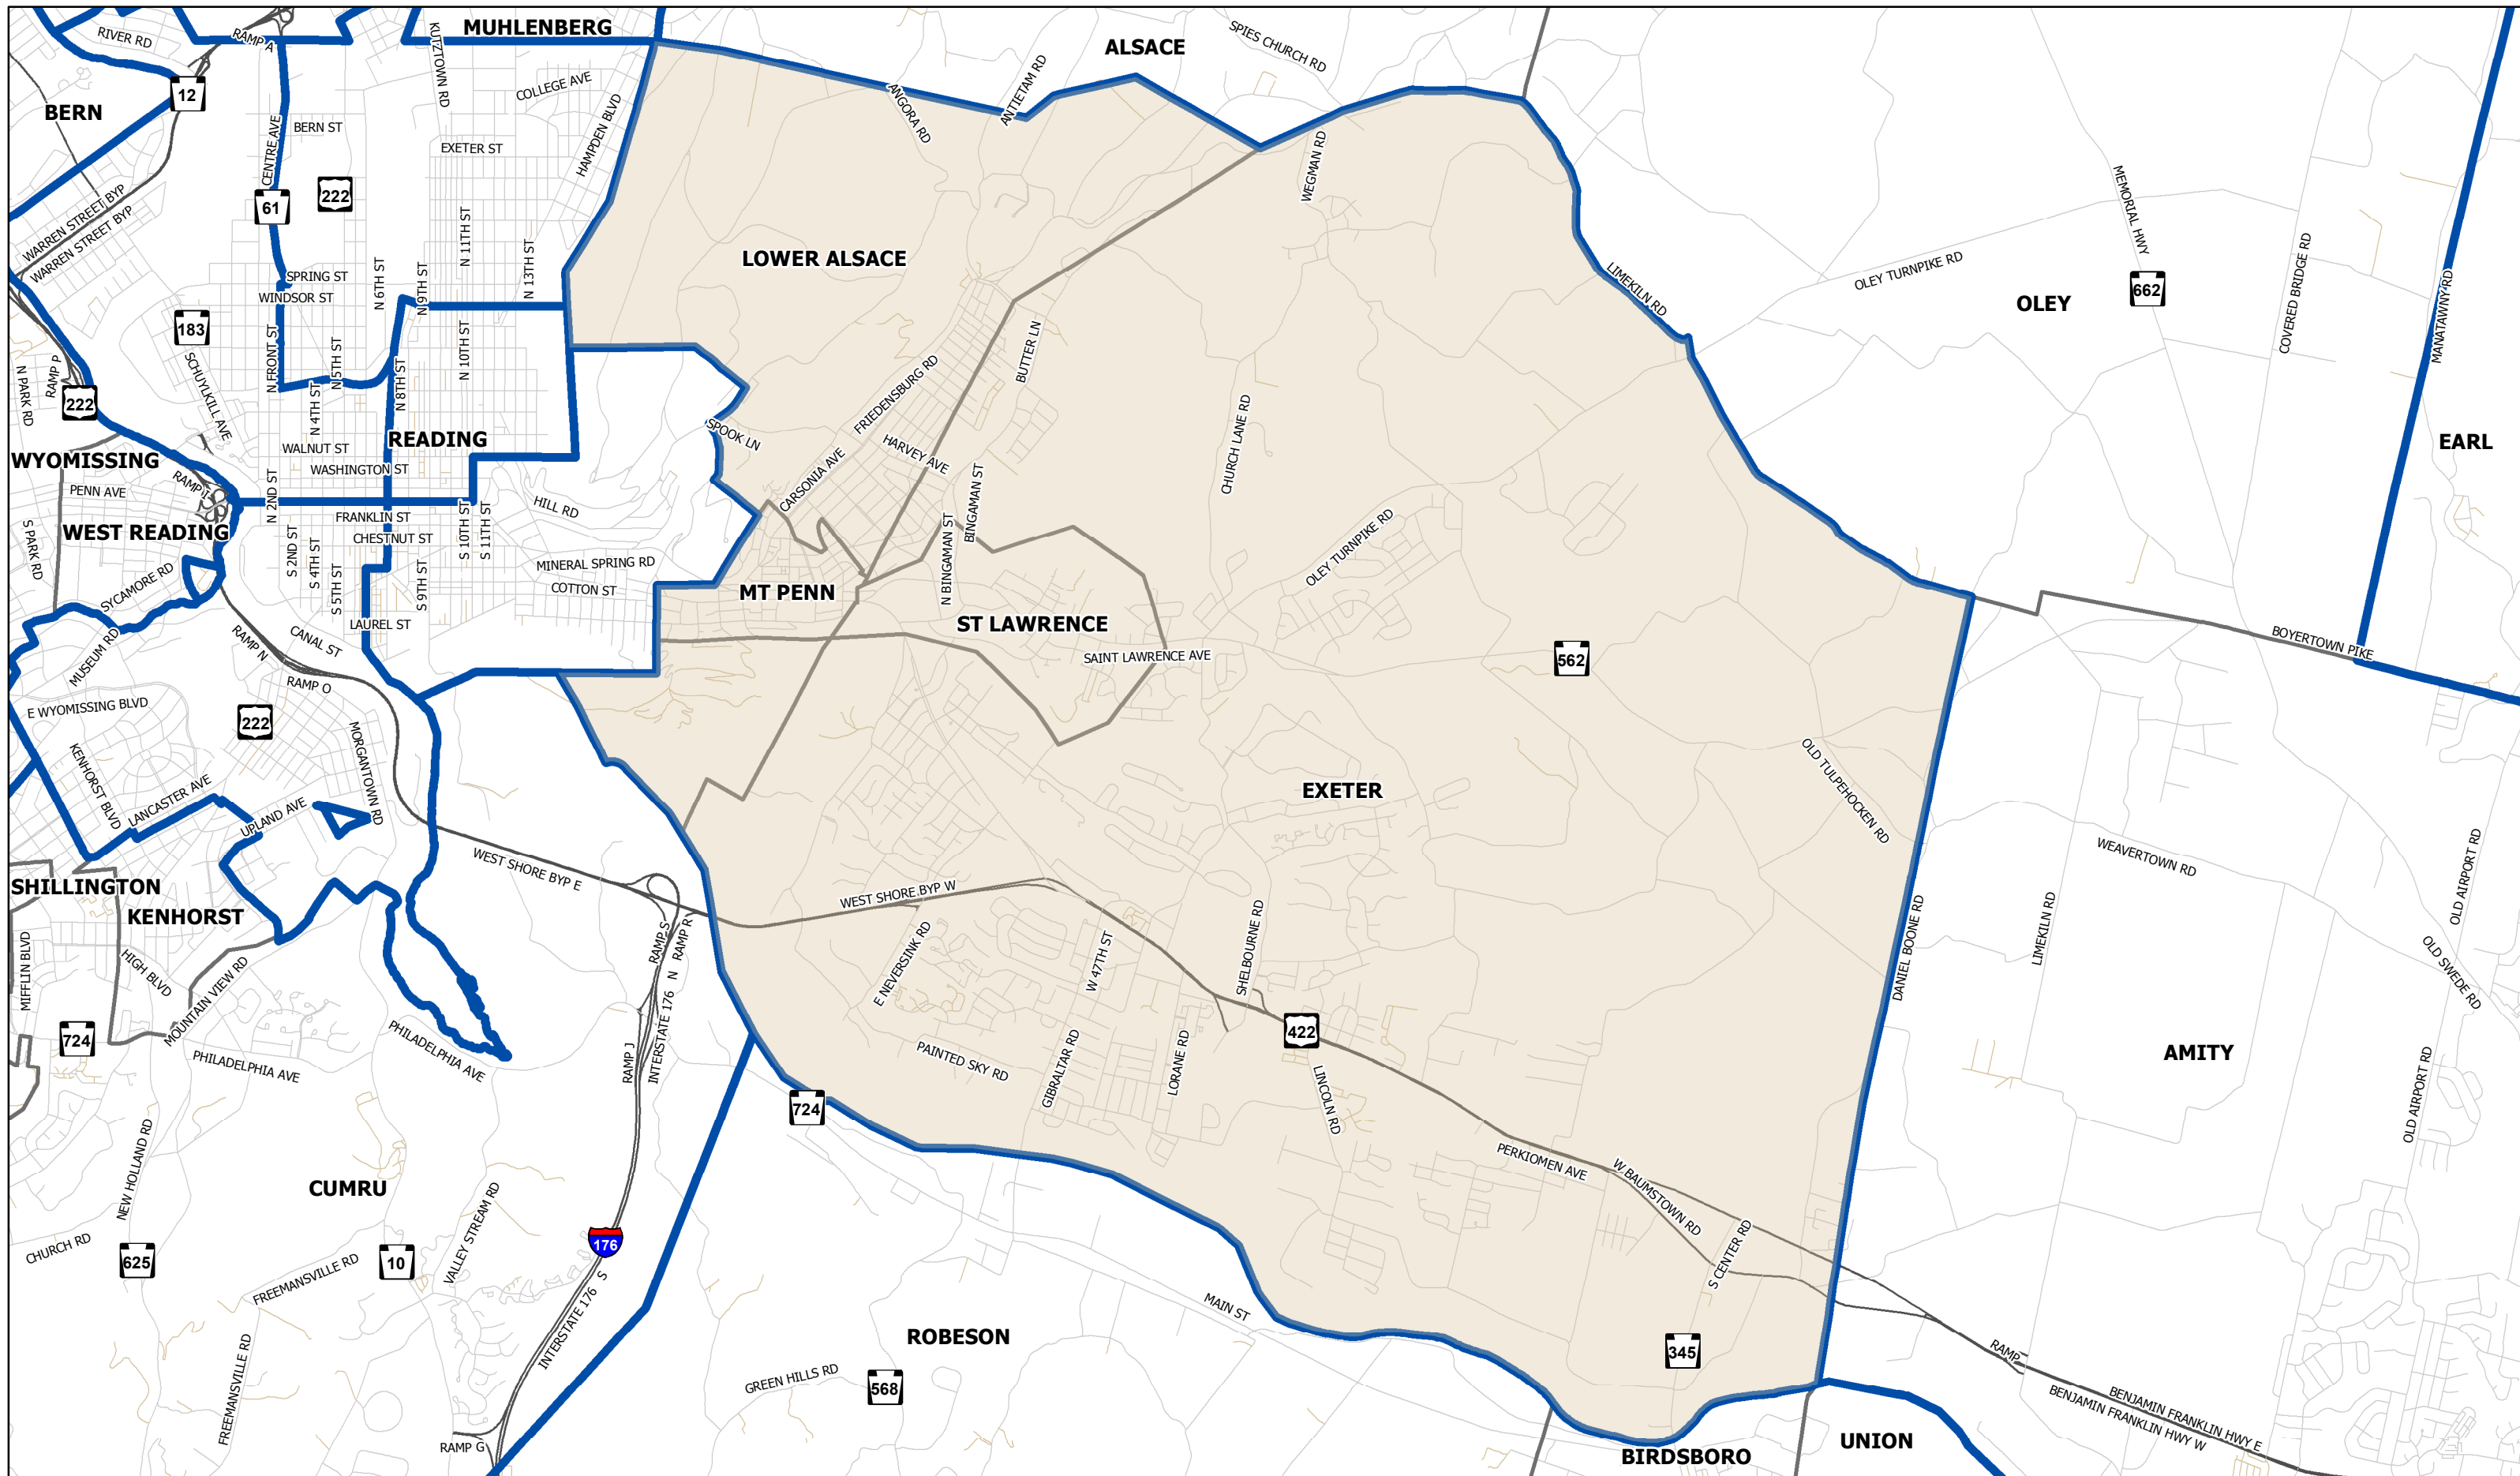 MUHLENBERG
RIVER RD
RAMP A
KUTZTOWN RD
ALSACE
SPIES CHURCH RD
COLLEGE AVE
HAMPDEN BLVD
ANGORA RD
ANTIETAM RD
12
BERN
CENTRE AVE
BERN ST
EXETER ST
WEGMAN RD
MEMORIAL HWY
WARREN STREET BYP
WARREN STREET BYP
61
222
N 11TH ST
N 13TH ST
LOWER ALSACE
SPRING ST
WINDSOR ST
N 6TH ST
N 9TH ST
LIMEKILN RD
OLEY TURNPIKE RD
OLEY
662
COVERED BRIDGE RD
MANATAWNY RD
183
N FRONT ST
N 5TH ST
N 10TH ST
N 8TH ST
N 4TH ST
SCHUYLKILL AVE
N PARK RD
RAMP P
222
FRIEDENSBURG RD
BUTTER LN
CHURCH LANE RD
SPOOK LN
HARVEY AVE
READING
WALNUT ST
WASHINGTON ST
WYOMISSING
PENN AVE
RAMP L
N 2ND ST
CARSONIA AVE
BINGAMAN ST
EARL
WEST READING
FRANKLIN ST
CHESTNUT ST
HILL RD
S 10TH ST
S 11TH ST
S PARK RD
S 2ND ST
S 4TH ST
S 5TH ST
S 9TH ST
MINERAL SPRING RD
COTTON ST
SYCAMORE RD
MT PENN
N BINGAMAN ST
OLEY TURNPIKE RD
ST LAWRENCE
SAINT LAWRENCE AVE
562
BOYERTOWN PIKE
LAUREL ST
CANAL ST
RAMP N
MUSEUM RD
RAMP O
E WYOMISSING BLVD
222
MORGANTOWN RD
KENHORST BLVD
LANCASTER AVE
UPLAND AVE
EXETER
OLD TULPEHOCKEN RD
WEAVERTOWN RD
OLD AIRPORT RD
WEST SHORE BYP E
WEST SHORE BYP W
SHILLINGTON
KENHORST
MIFFLIN BLVD
HIGH BLVD
MOUNTAIN VIEW RD
RAMP S
RAMP R
E NEVERSINK RD
W 47TH ST
SHELBOURNE RD
DANIEL BOONE RD
LIMEKILN RD
OLD SWEDE RD
724
PHILADELPHIA AVE
PHILADELPHIA AVE
RAMP J
INTERSTATE 176 N
PAINTED SKY RD
GIBRALTAR RD
LORANE RD
422
LINCOLN RD
AMITY
OLD AIRPORT RD
724
NEW HOLLAND RD
CUMRU
VALLEY STREAM RD
PERKIOMEN AVE
W BAUMSTOWN RD
S CENTER RD
CHURCH RD
625
10
176
FREEMANSVILLE RD
FREEMANSVILLE RD
INTERSTATE 176 S
MAIN ST
ROBESON
GREEN HILLS RD
568
345
RAMP
BENJAMIN FRANKLIN HWY E
BENJAMIN FRANKLIN HWY W
RAMP G
BIRDSBORO
UNION